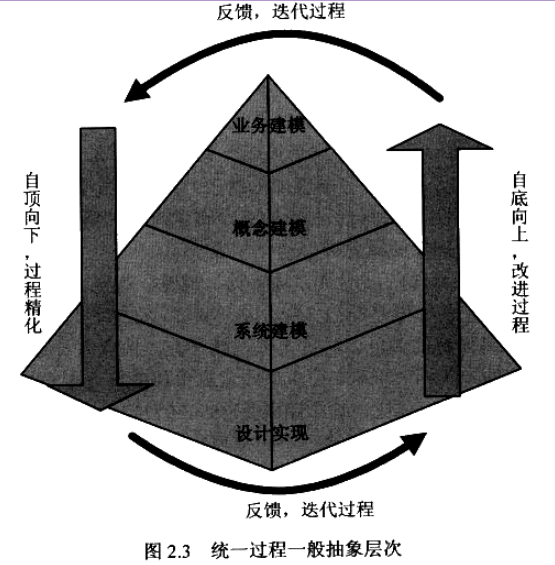 反馈，迭代过程
业务建模
自顶向下，过程精化
概念建模
自底向上，改进过程
系统建模
设计实现
反馈，迭代过程
图 2.3 统一过程一般抽象层次